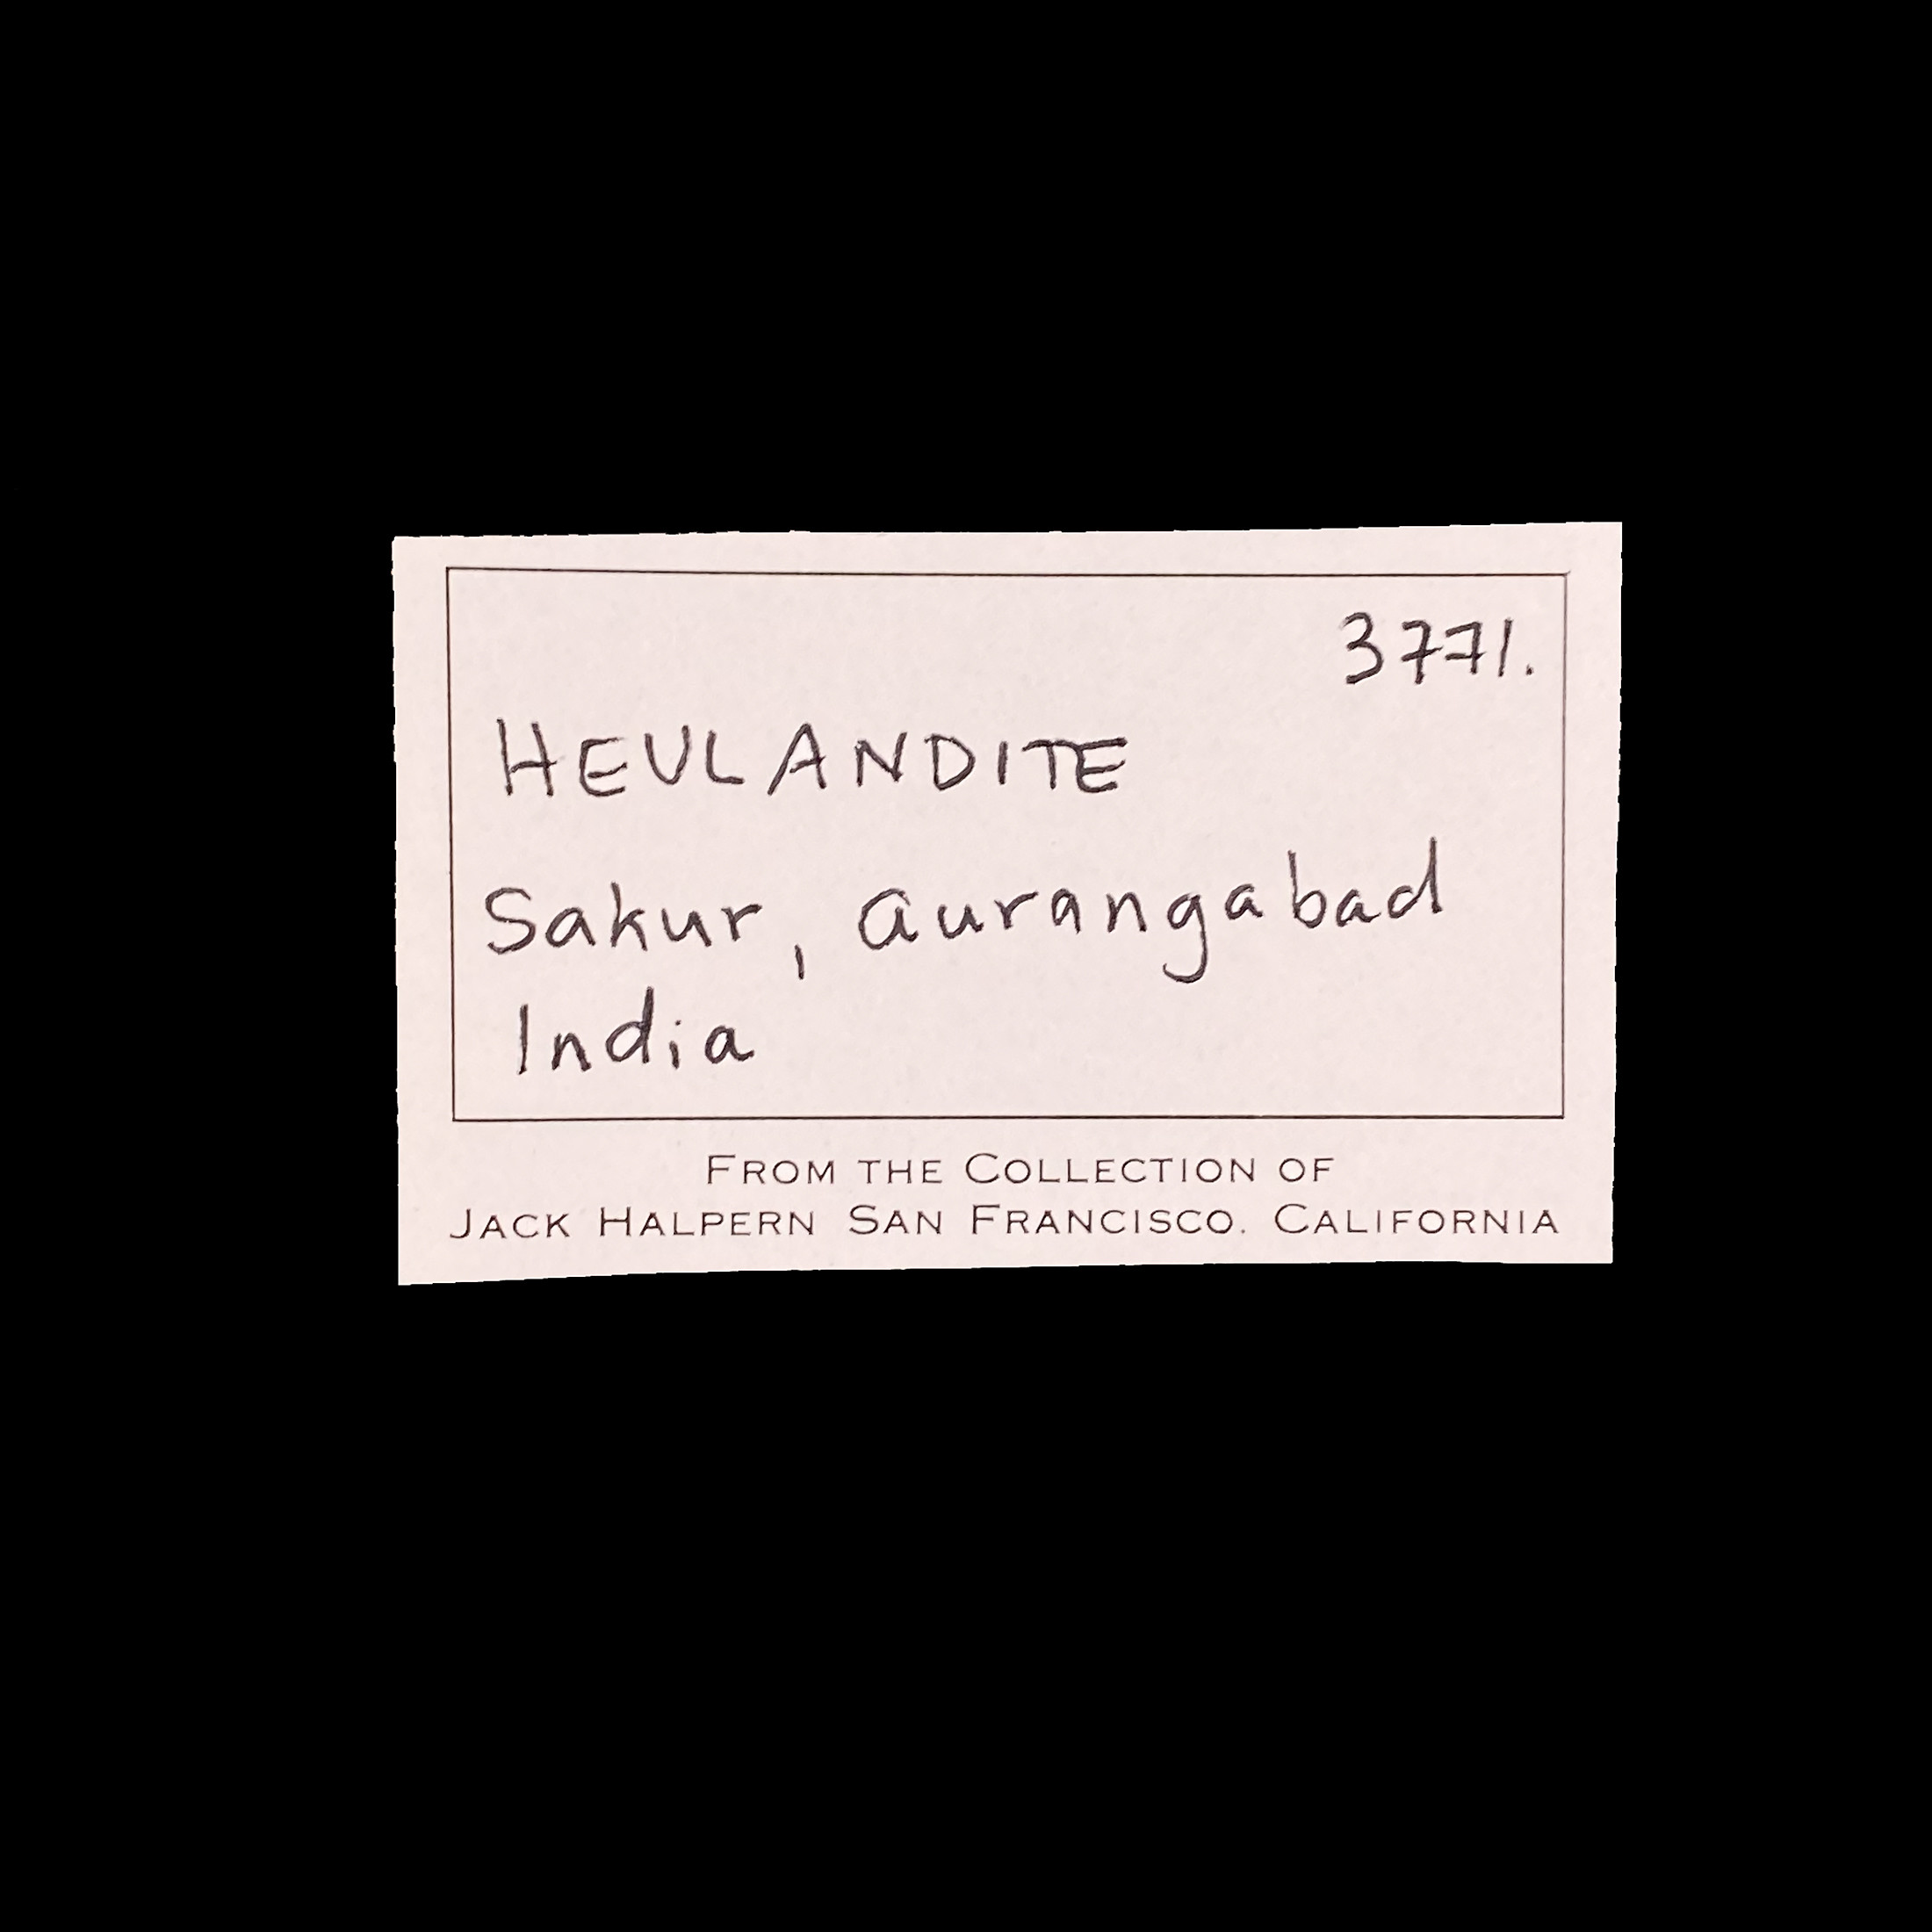 3771.
HEULANDITE
Sakur, Aurangabad
India
FROM THE COLLECTION OF
JACK HALPERN SAN FRANCISCO. CALIFORNIA